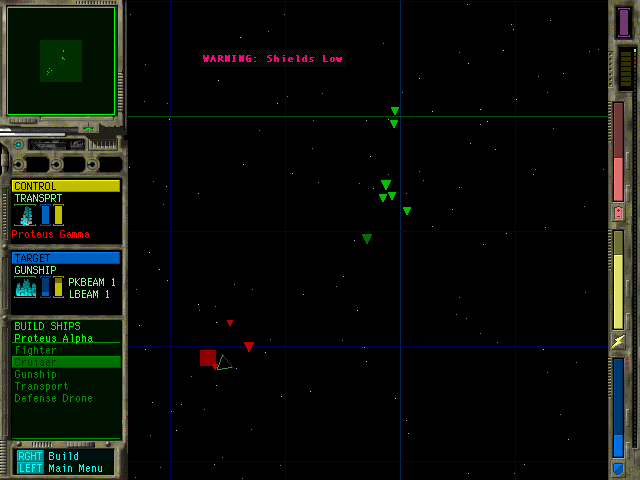 WARNING: Shields Low
CONTROL
TRANSPRT
Proteus Gamma
TARGET
GUNSHIP
PKBEAM 1
LBEAM 1
BUILD SHIPS
Proteus Alpha
Fighter
Cruiser
Gunship
Transport
Defense Drone
RGHT Build
LEFT Main Menu